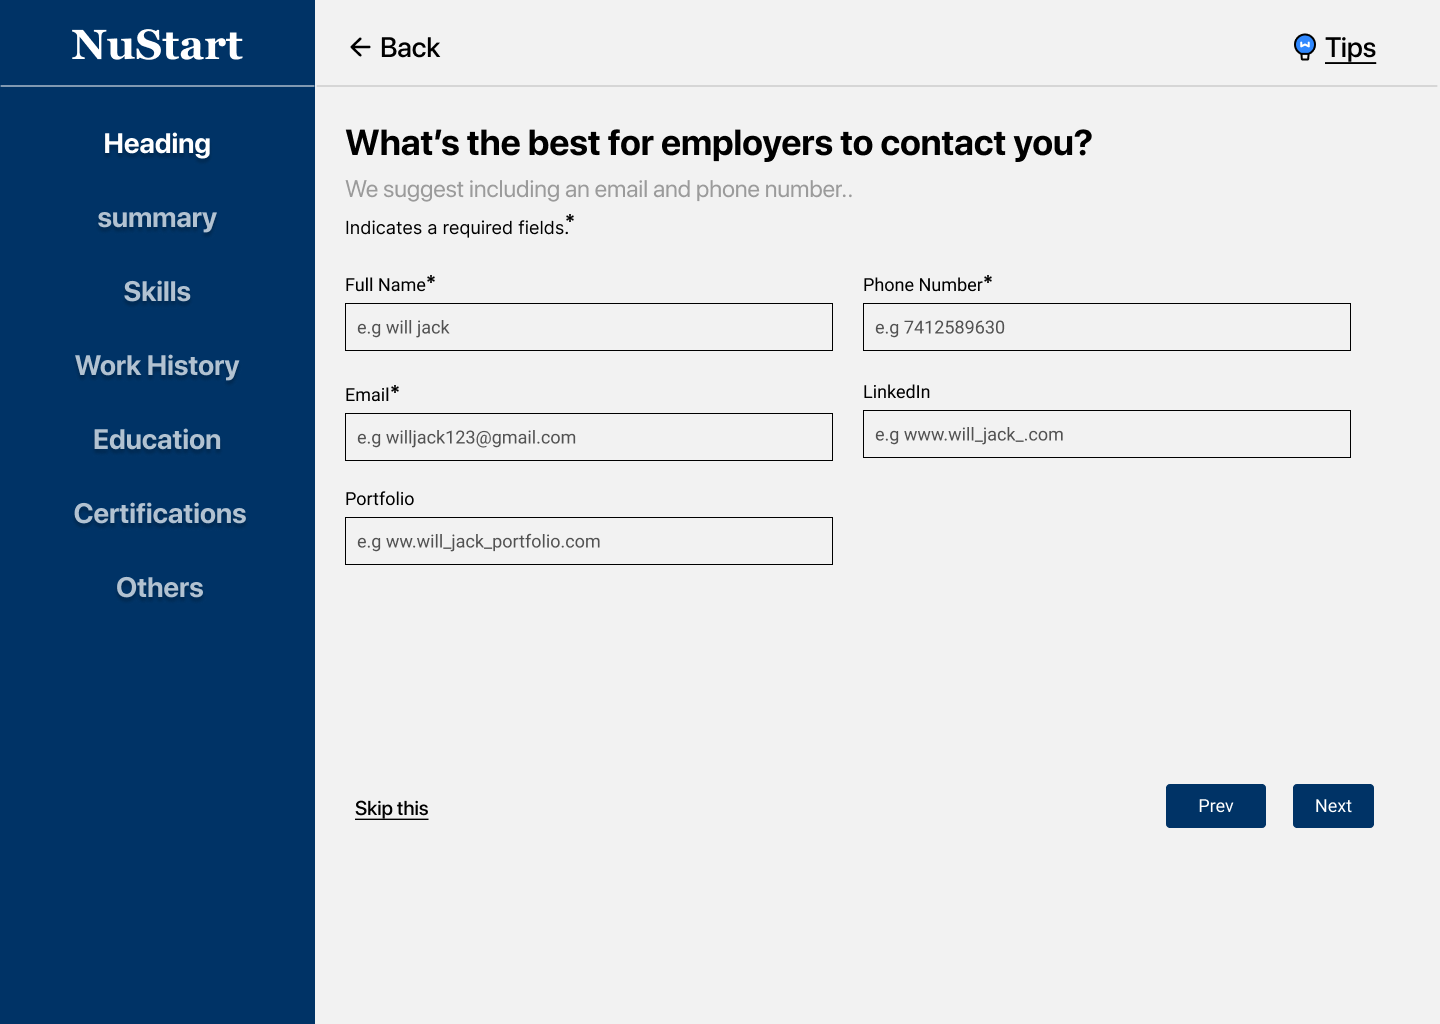 NuStart
Heading
summary
Skills
Work History
Education
Certifications
Others
Back
Tips
What's the best for employers to contact you?
We suggest including an email and phone number..
Indicates a required fields.*
Full Name*
e.g will jack
Phone Number*
e.g 7412589630
Email*
e.g willjack123@gmail.com
LinkedIn
e.g www.will_jack_.com
Portfolio
e.g ww.will_jack_portfolio.com
Skip this
Prev
Next